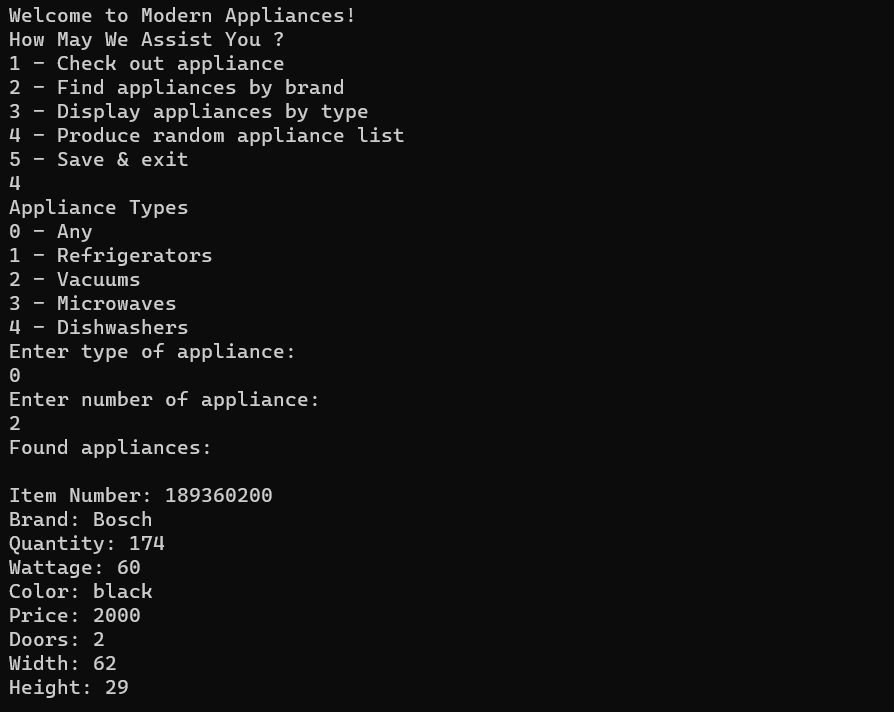 Welcome to Modern Appliances!
How May We Assist You ?
1 – Check out appliance
2 – Find appliances by brand
3 – Display appliances by type
4 – Produce random appliance list
5 – Save & exit
4
Appliance Types
0 – Any
1 – Refrigerators
2 – Vacuums
3 – Microwaves
4 – Dishwashers
Enter type of appliance:
0
Enter number of appliance:
2
Found appliances:

Item Number: 189360200
Brand: Bosch
Quantity: 174
Wattage: 60
Color: black
Price: 2000
Doors: 2
Width: 62
Height: 29